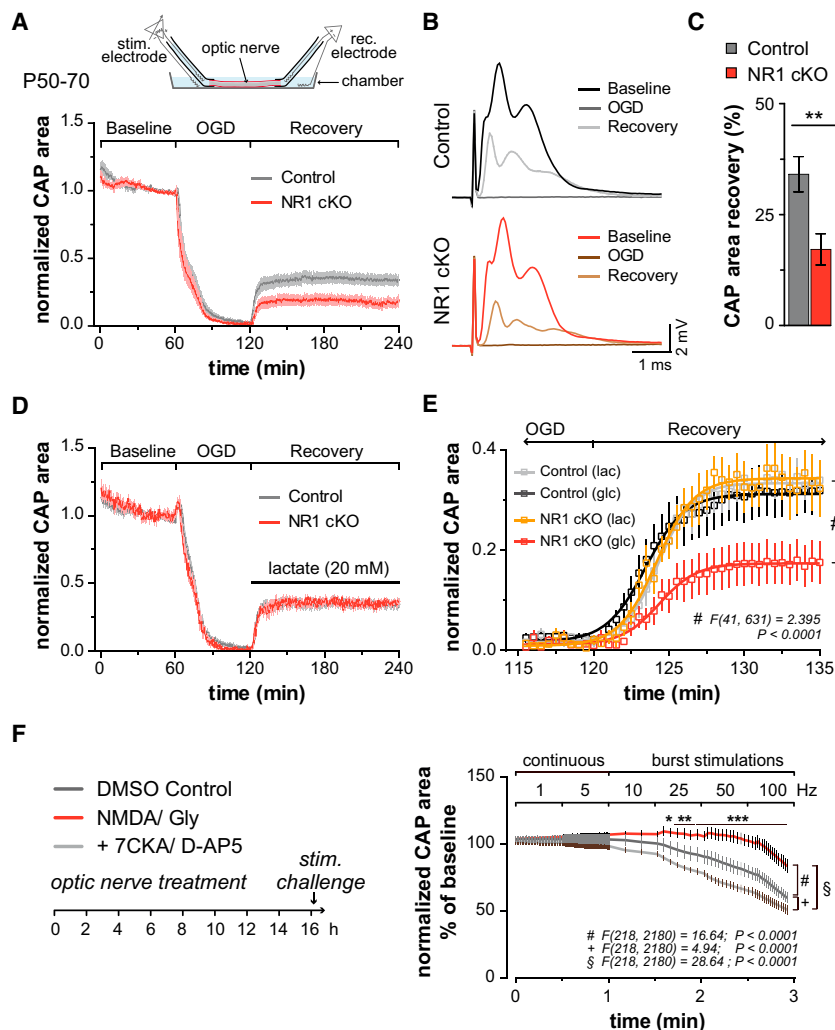 A
stim. electrode
optic nerve
rec. electrode
chamber
P50-70
Baseline OGD Recovery
Control
NR1 cKO
normalized CAP area
1.5
1.0
0.5
0.0
0 60 120 180 240
time (min)
B
Control
Baseline
OGD
Recovery
NR1 cKO
Baseline
OGD
Recovery
1 ms
2 mV
C
Control
NR1 cKO
CAP area recovery (%)
50
25
0
**
D
Baseline OGD Recovery
Control
NR1 cKO
lactate (20 mM)
normalized CAP area
1.5
1.0
0.5
0.0
0 60 120 180 240
time (min)
E
OGD Recovery
Control (lac)
Control (glc)
NR1 cKO (lac)
NR1 cKO (glc)
normalized CAP area
0.4
0.2
0.0
#
# F(41, 631) = 2.395
P < 0.0001
115 120 125 130 135
time (min)
F
DMSO Control
NMDA/ Gly
+ 7CKA/ D-AP5
optic nerve treatment
stim. challenge
0 2 4 6 8 10 12 14 16 h
continuous burst stimulations
1 5 10 25 50 100 Hz
normalized CAP area
% of baseline
150
100
50
0
* ** ***
# + §
# F(218, 2180) = 16.64; P < 0.0001
+ F(218, 2180) = 4.94; P < 0.0001
§ F(218, 2180) = 28.64 ; P < 0.0001
0 1 2 3
time (min)